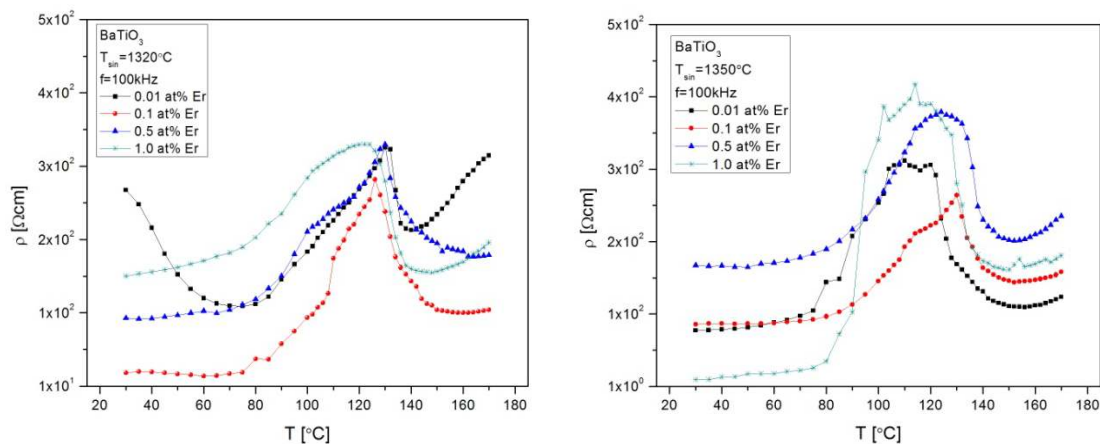 5x10²
4x10²
3x10²
2x10²
1x10²
1x10¹
ρ [Ωcm]
BaTiO₃
Tsin=1320°C
f=100kHz
0.01 at% Er
0.1 at% Er
0.5 at% Er
1.0 at% Er
20 40 60 80 100 120 140 160 180
T [°C]
5x10²
4x10²
3x10²
2x10²
1x10²
1x10⁰
ρ [Ωcm]
BaTiO₃
Tsin=1350°C
f=100kHz
0.01 at% Er
0.1 at% Er
0.5 at% Er
1.0 at% Er
20 40 60 80 100 120 140 160 180
T [°C]